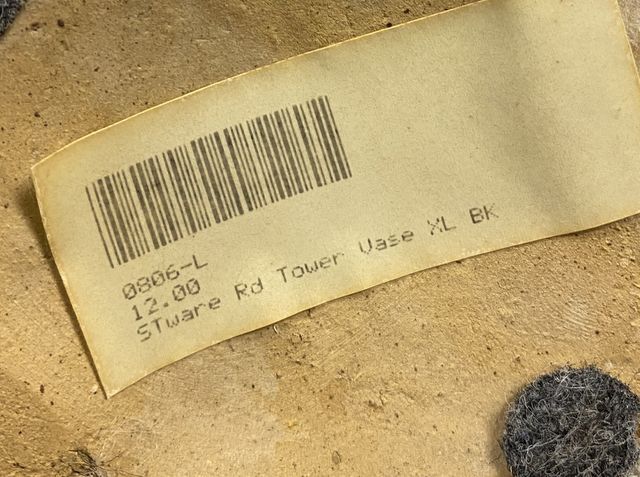 0806-L
12.00
STware Rd Tower Vase XL BK